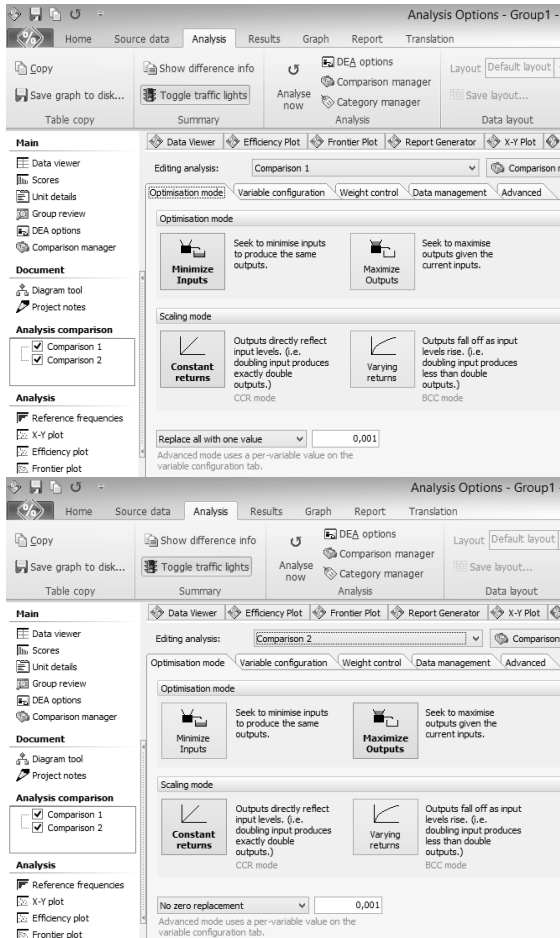 Analysis Options - Group1 -
Home Source data Analysis Results Graph Report Translation
Copy
Save graph to disk...
Table copy
Show difference info
Toggle traffic lights
Summary
Analyse now
DEA options
Comparison manager
Category manager
Analysis
Layout Default layout
Save layout...
Data layout
Main
Data viewer
Scores
Unit details
Group review
DEA options
Comparison manager
Document
Diagram tool
Project notes
Analysis comparison
Comparison 1
Comparison 2
Analysis
Reference frequencies
X-Y plot
Efficiency plot
Frontier plot
Data Viewer Efficiency Plot Frontier Plot Report Generator X-Y Plot
Editing analysis: Comparison 1 Comparison m
Optimisation mode Variable configuration Weight control Data management Advanced
Optimisation mode
Minimize
Inputs
Seek to minimise inputs
to produce the same
outputs.
Maximize
Outputs
Seek to maximise
outputs given the
current inputs.
Scaling mode
Constant
returns
Outputs directly reflect
input levels. (i.e.
doubling input produces
exactly double
outputs.)
CCR mode
Varying
returns
Outputs fall off as input
levels rise. (i.e.
doubling input produces
less than double
outputs.)
BCC mode
Replace all with one value 0,001
Advanced mode uses a per-variable value on the
variable configuration tab.
Analysis Options - Group1 -
Home Source data Analysis Results Graph Report Translation
Copy
Save graph to disk...
Table copy
Show difference info
Toggle traffic lights
Summary
Analyse now
DEA options
Comparison manager
Category manager
Analysis
Layout Default layout
Save layout...
Data layout
Main
Data viewer
Scores
Unit details
Group review
DEA options
Comparison manager
Document
Diagram tool
Project notes
Analysis comparison
Comparison 1
Comparison 2
Analysis
Reference frequencies
X-Y plot
Efficiency plot
Frontier plot
Data Viewer Efficiency Plot Frontier Plot Report Generator X-Y Plot
Editing analysis: Comparison 2 Comparison
Optimisation mode Variable configuration Weight control Data management Advanced
Optimisation mode
Minimize
Inputs
Seek to minimise inputs
to produce the same
outputs.
Maximize
Outputs
Seek to maximise
outputs given the
current inputs.
Scaling mode
Constant
returns
Outputs directly reflect
input levels. (i.e.
doubling input produces
exactly double
outputs.)
CCR mode
Varying
returns
Outputs fall off as input
levels rise. (i.e.
doubling input produces
less than double
outputs.)
BCC mode
No zero replacement 0,001
Advanced mode uses a per-variable value on the
variable configuration tab.